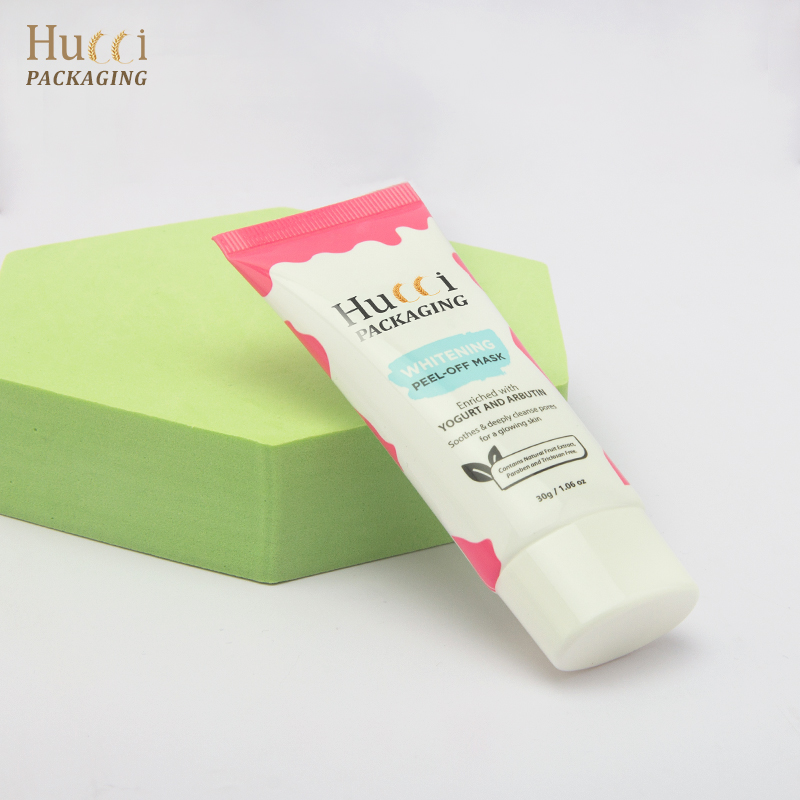 Hucci
PACKAGING
Hucci
PACKAGING
WHITENING
PEEL-OFF MASK
Enriched with
YOGURT AND ARBUTIN
Soothes & deeply cleanse pores
for a glowing skin.
Contains Natural Fruit Extract,
Paraben and Triclosan Free.
30g / 1.06 oz